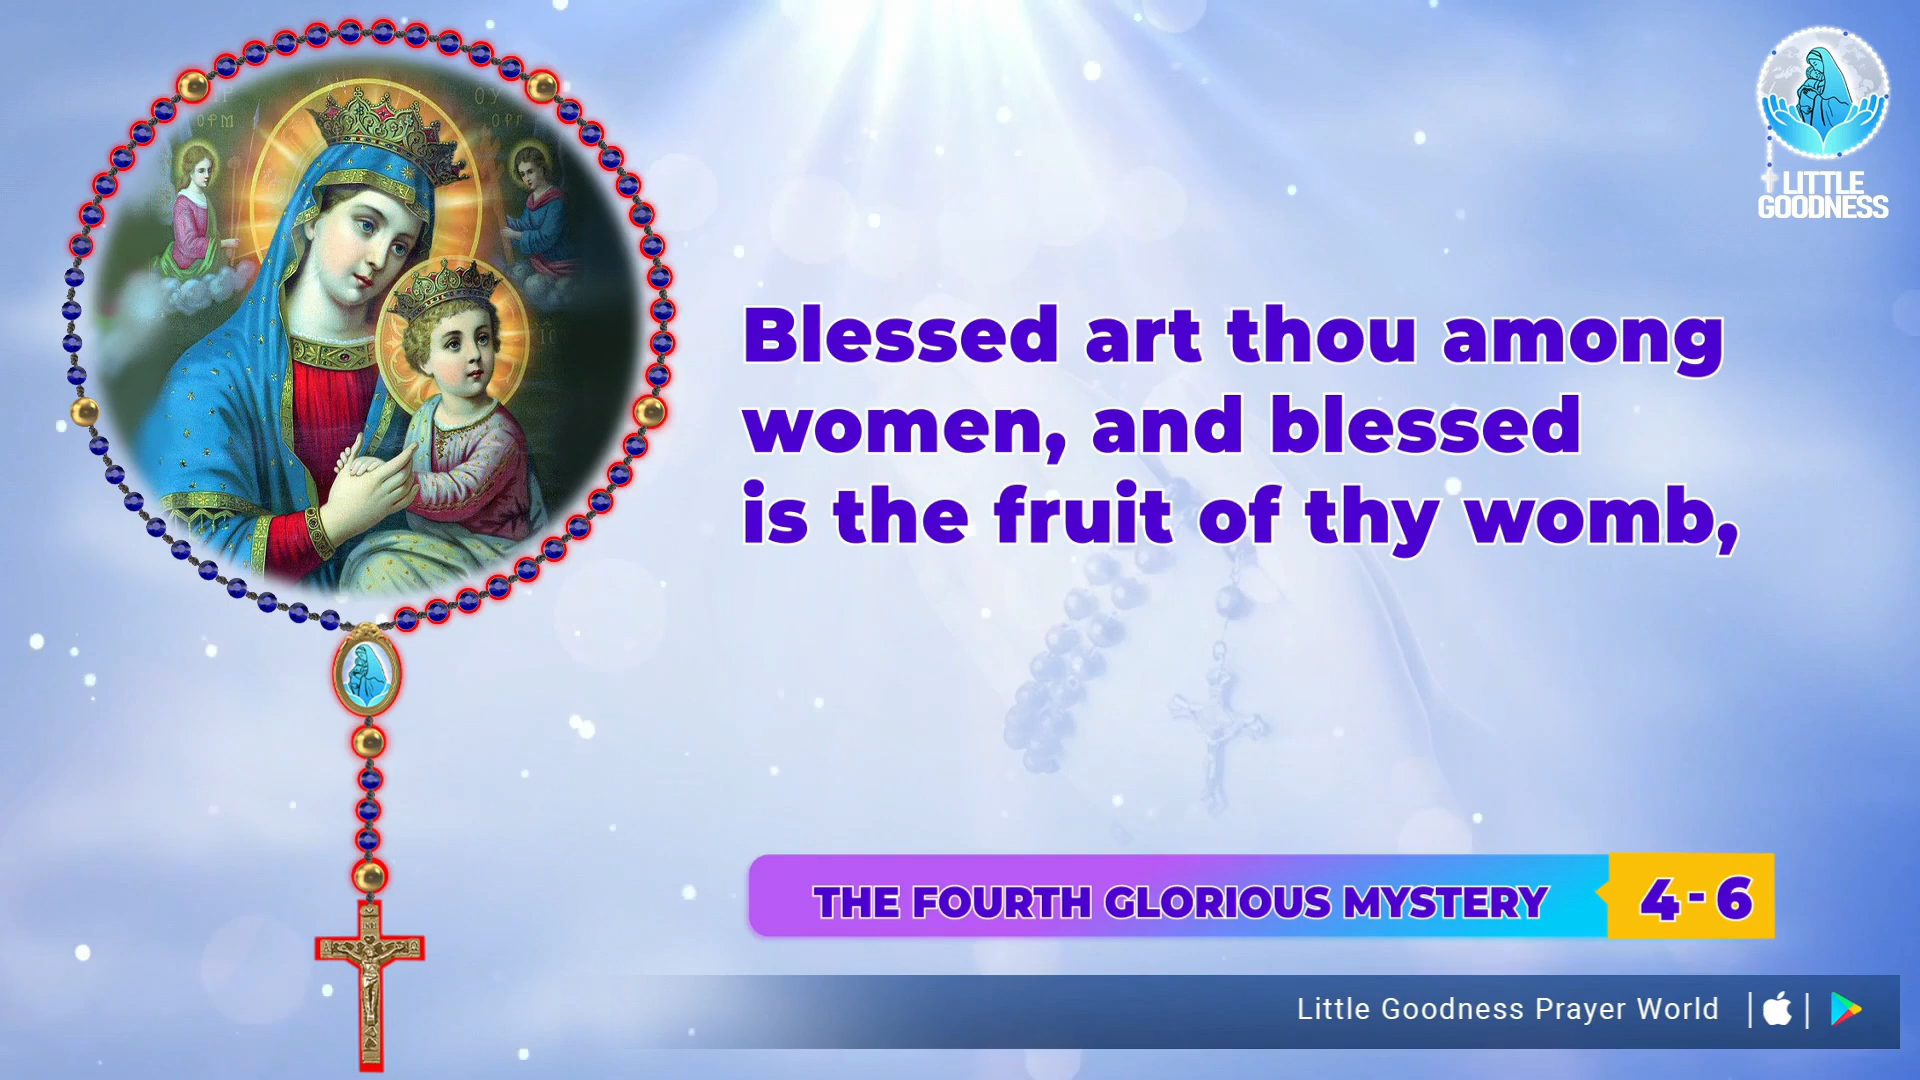 LITTLE
GOODNESS
Blessed art thou among
women, and blessed
is the fruit of thy womb,
THE FOURTH GLORIOUS MYSTERY 4 - 6
Little Goodness Prayer World